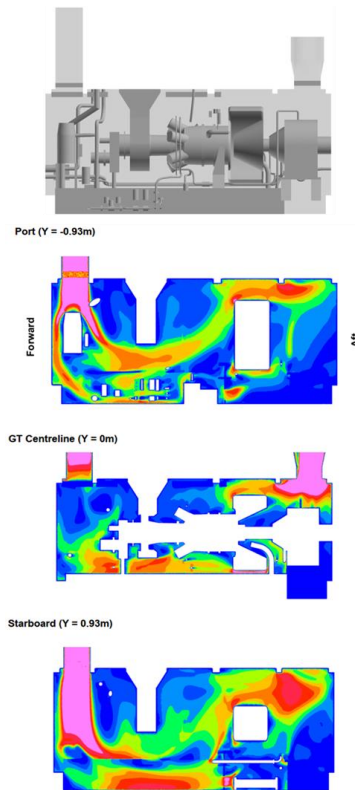 Port (Y = -0.93m)
Forward
GT Centreline (Y = 0m)
Starboard (Y = 0.93m)